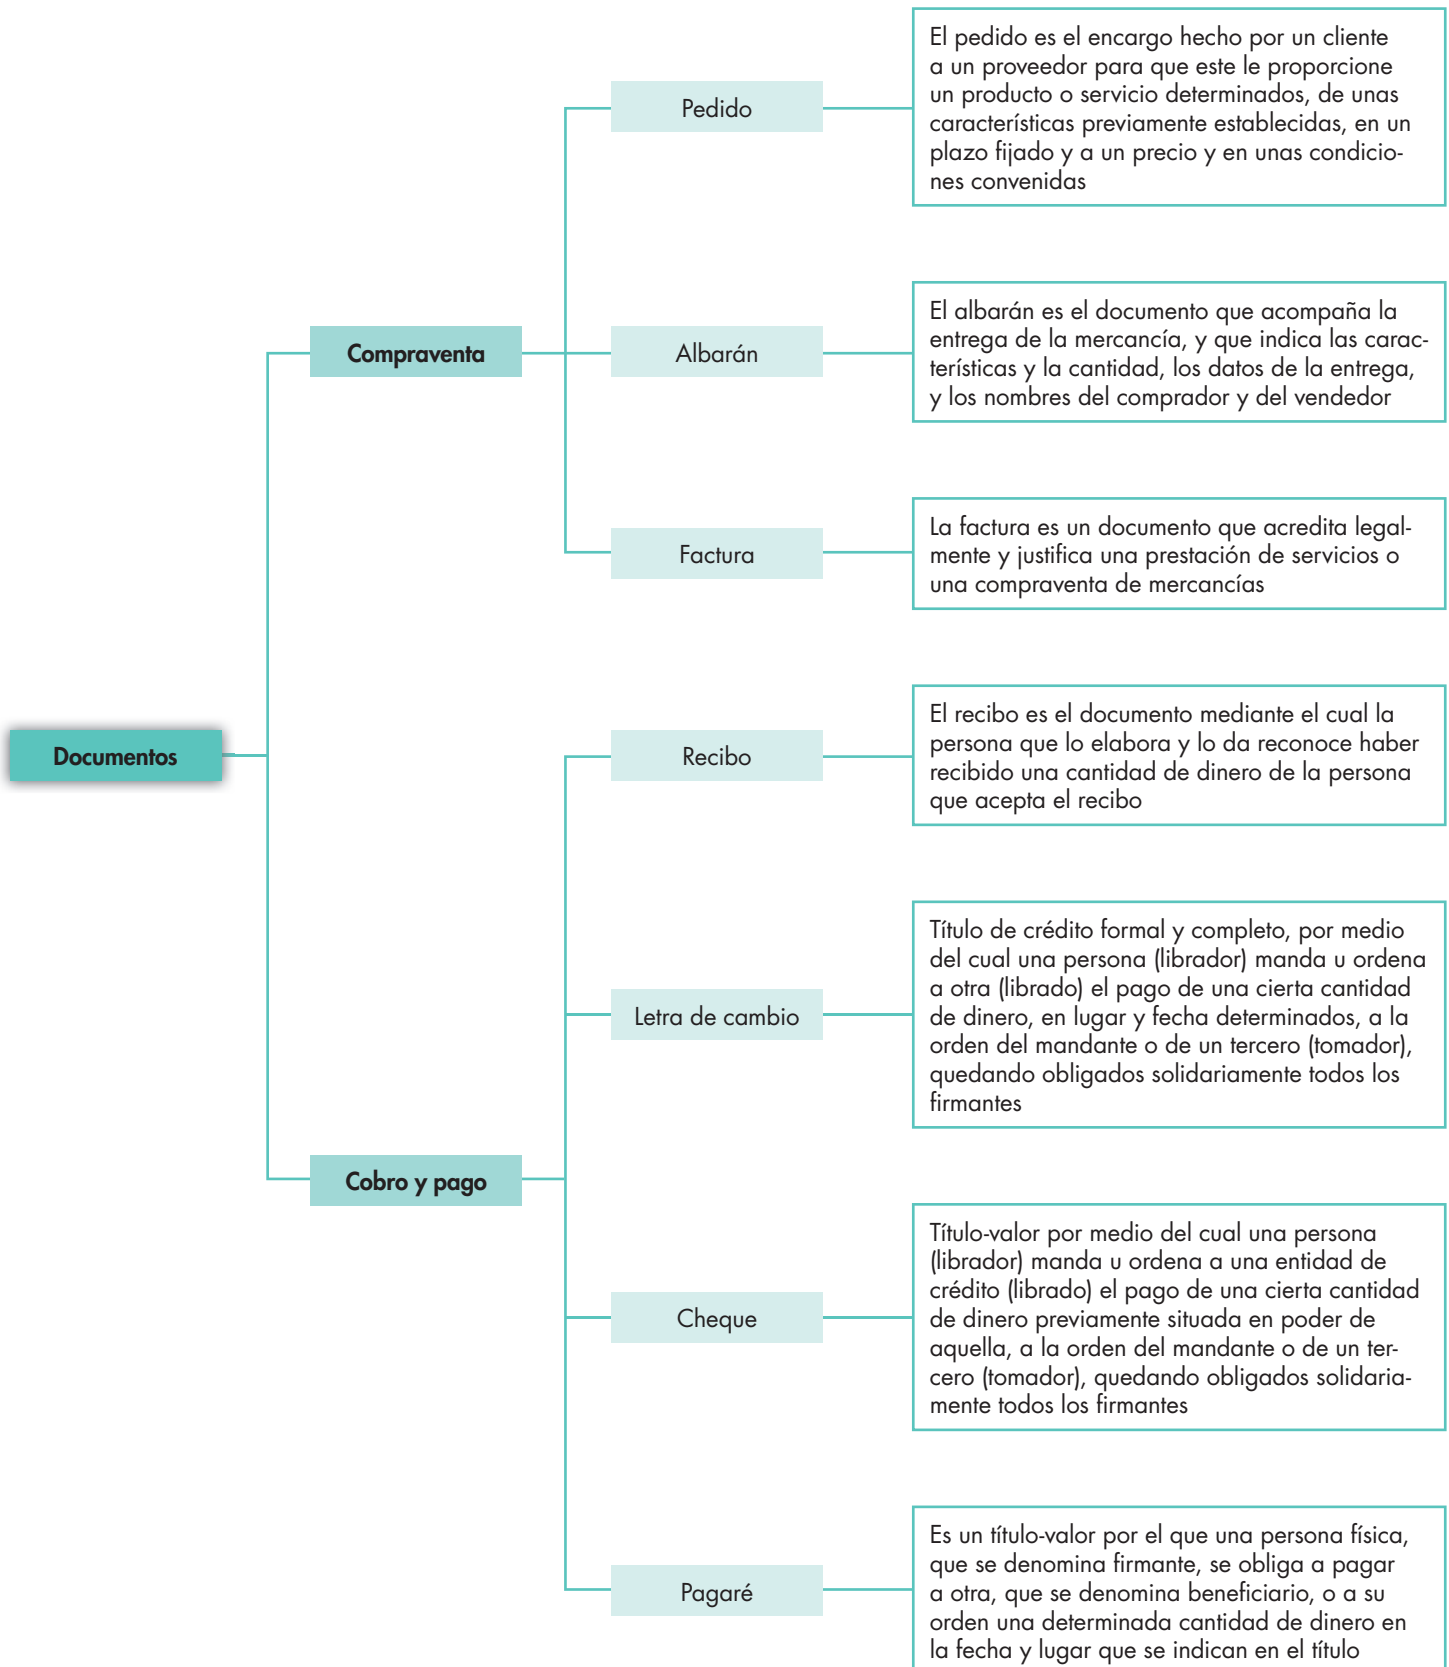 El pedido es el encargo hecho por un cliente
a un proveedor para que este le proporcione
un producto o servicio determinados, de unas
características previamente establecidas, en un
plazo fijado y a un precio y en unas condicio-
nes convenidas
Pedido
El albarán es el documento que acompaña la
entrega de la mercancía, y que indica las carac-
terísticas y la cantidad, los datos de la entrega,
y los nombres del comprador y del vendedor
Compraventa
Albarán
La factura es un documento que acredita legal-
mente y justifica una prestación de servicios o
una compraventa de mercancías
Factura
El recibo es el documento mediante el cual la
persona que lo elabora y lo da reconoce haber
recibido una cantidad de dinero de la persona
que acepta el recibo
Documentos
Recibo
Título de crédito formal y completo, por medio
del cual una persona (librador) manda u ordena
a otra (librado) el pago de una cierta cantidad
de dinero, en lugar y fecha determinados, a la
orden del mandante o de un tercero (tomador),
quedando obligados solidariamente todos los
firmantes
Letra de cambio
Cobro y pago
Título-valor por medio del cual una persona
(librador) manda u ordena a una entidad de
crédito (librado) el pago de una cierta cantidad
de dinero previamente situada en poder de
aquella, a la orden del mandante o de un ter-
cero (tomador), quedando obligados solidaria-
mente todos los firmantes
Cheque
Es un título-valor por el que una persona física,
que se denomina firmante, se obliga a pagar
a otra, que se denomina beneficiario, o a su
orden una determinada cantidad de dinero en
la fecha y lugar que se indican en el título
Pagaré